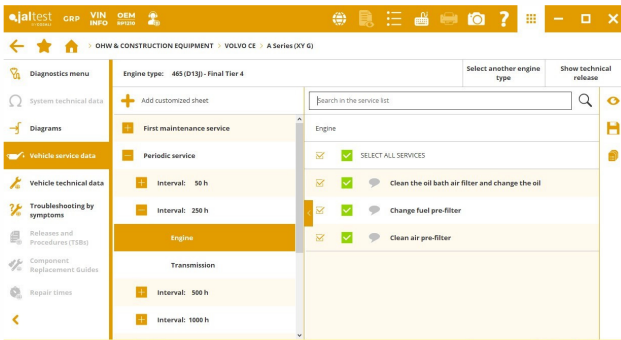 jaltest
GRP
VIN INFO
OEM
> OHW & CONSTRUCTION EQUIPMENT > VOLVO CE > A Series (XY G)
Diagnostics menu
Engine type: 465 (D13J) - Final Tier 4
Select another engine type
Show technical release
System technical data
Add customized sheet
Search in the service list
Diagrams
First maintenance service
Engine
Vehicle service data
Periodic service
SELECT ALL SERVICES
Vehicle technical data
Interval: 50 h
Clean the oil bath air filter and change the oil
Troubleshooting by symptoms
Interval: 250 h
Change fuel pre-filter
Releases and Procedures (TSBs)
Engine
Clean air pre-filter
Component Replacement Guides
Transmission
Repair times
Interval: 500 h
Interval: 1000 h